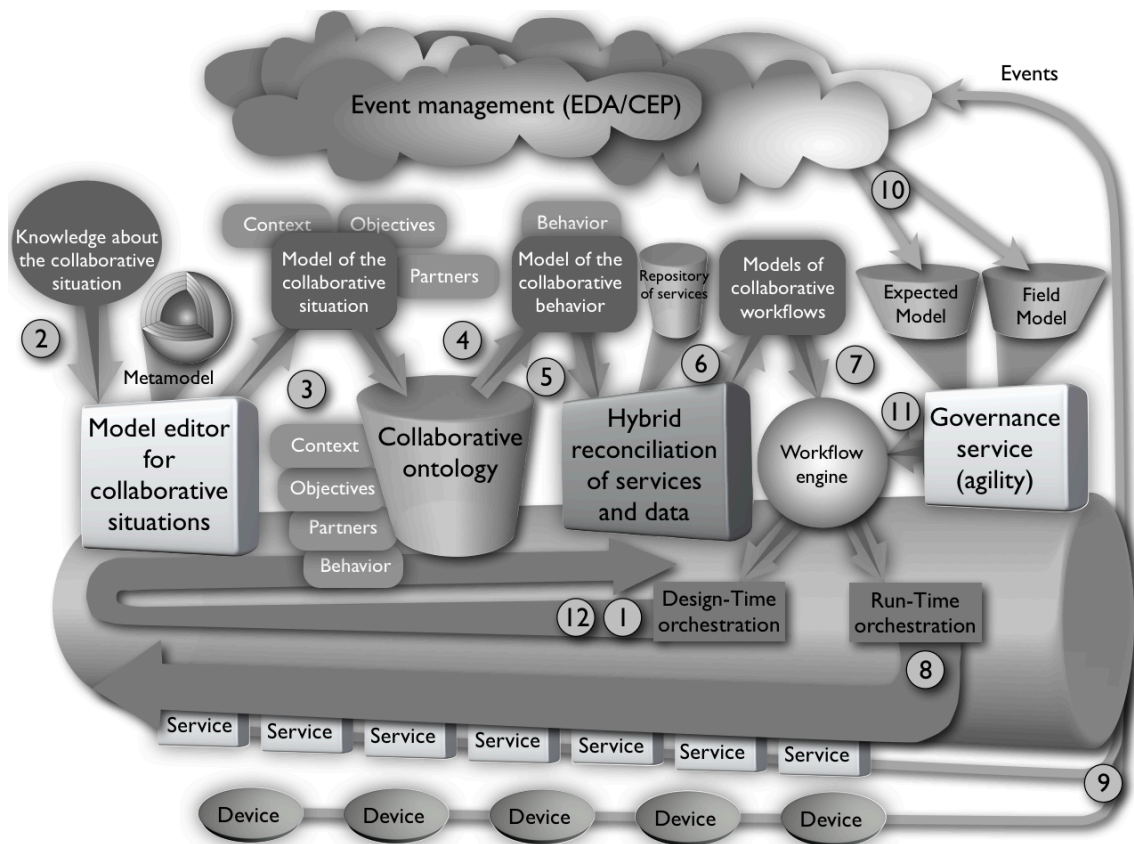 Events
Event management (EDA/CEP)
10
Knowledge about
the collaborative
situation
Context
Objectives
Model of the
collaborative
situation
Partners
Behavior
Model of the
collaborative
behavior
Repository
of services
Models of
collaborative
workflows
Expected
Model
Field
Model
2
Metamodel
3
4
5
6
7
11
Model editor
for
collaborative
situations
Context
Objectives
Partners
Behavior
Collaborative
ontology
Hybrid
reconciliation
of services
and data
Workflow
engine
Governance
service
(agility)
12
1
Design-Time
orchestration
Run-Time
orchestration
8
Service
Service
Service
Service
Service
Service
Service
9
Device
Device
Device
Device
Device